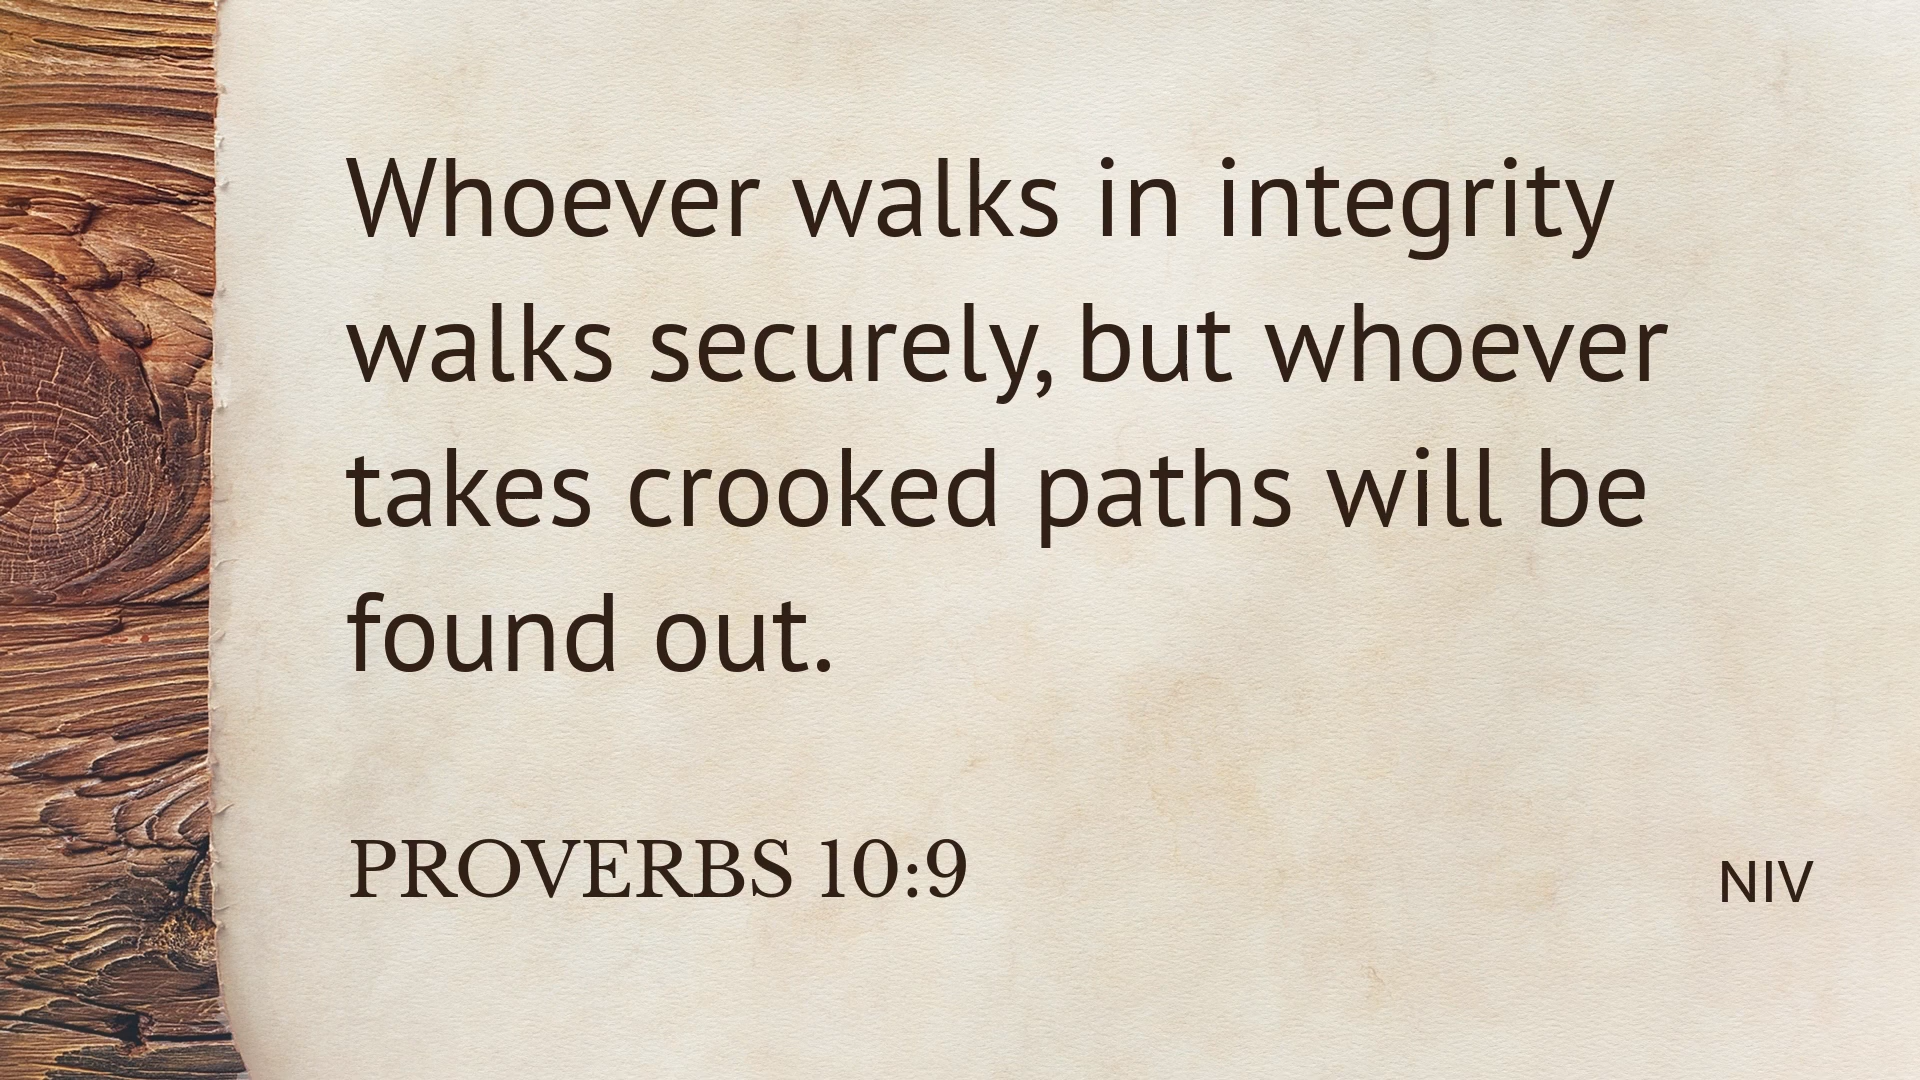 Whoever walks in integrity
walks securely, but whoever
takes crooked paths will be
found out.
PROVERBS 10:9
NIV